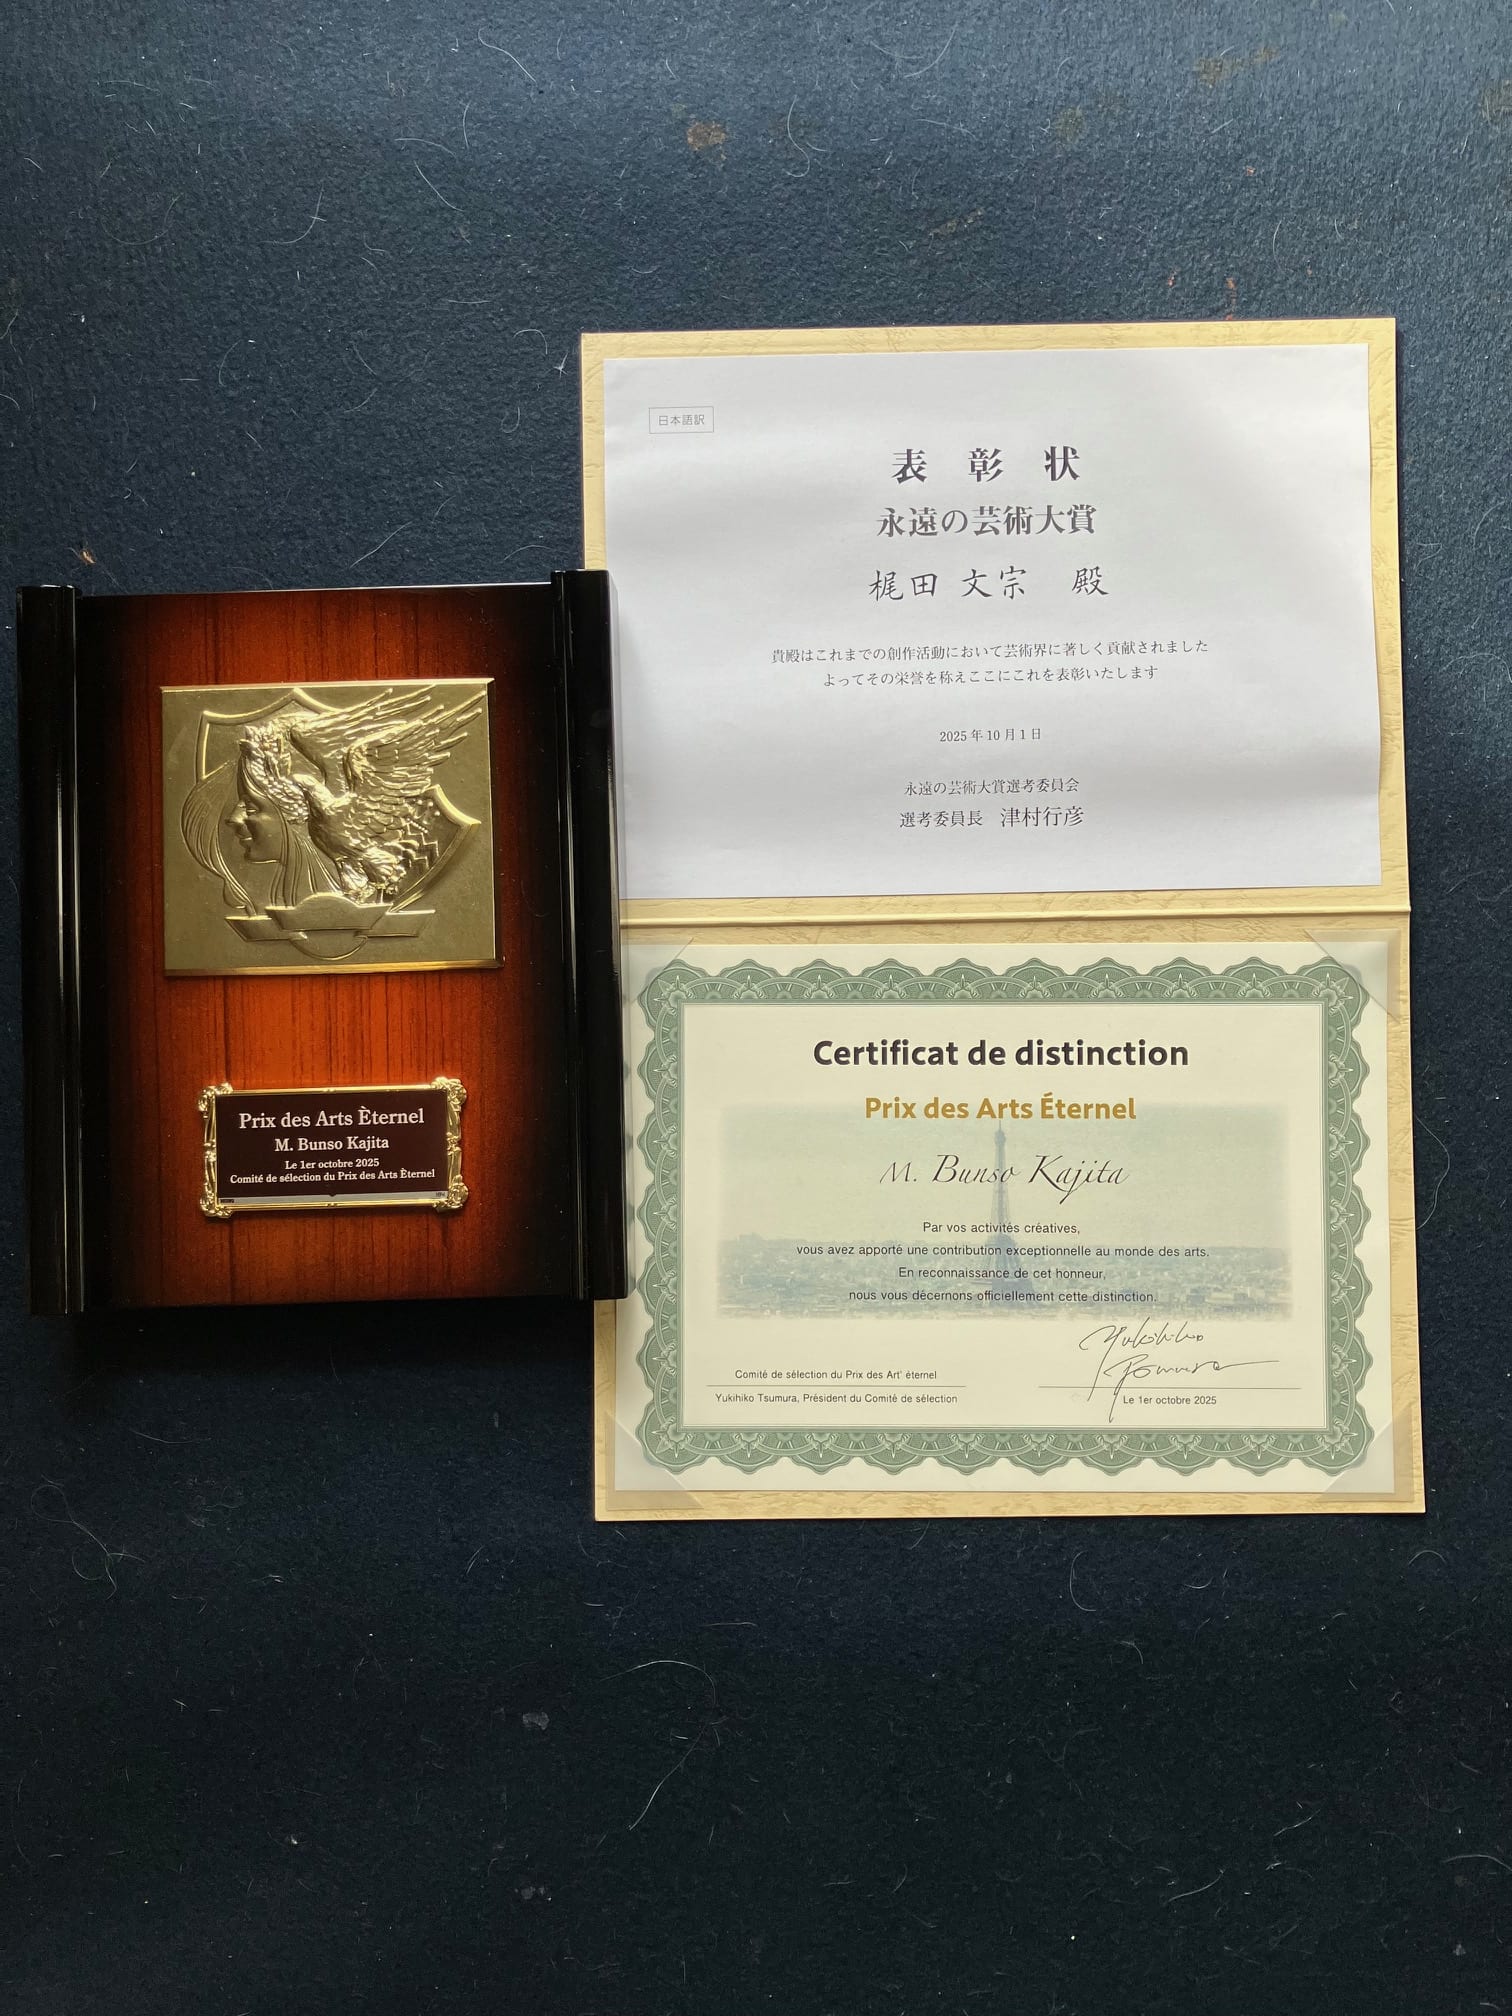 Prix des Arts Èternel
M. Bunso Kajita
Le 1er octobre 2025
Comité de sélection du Prix des Arts Èternel
日本語訳
表 彰 状
永遠の芸術大賞
梶田 文宗 殿
貴殿はこれまでの創作活動において芸術界に著しく貢献されました
よってその栄誉を称えここにこれを表彰いたします
2025年10月1日
永遠の芸術大賞選考委員会
選考委員長 津村行彦
Certificat de distinction
Prix des Arts Éternel
M. Bunso Kajita
Par vos activités créatives,
vous avez apporté une contribution exceptionnelle au monde des arts.
En reconnaissance de cet honneur,
nous vous décernons officiellement cette distinction.
Yukihiko
Tsumura
Comité de sélection du Prix des Art' éternel
Yukihiko Tsumura, Président du Comité de sélection
Le 1er octobre 2025